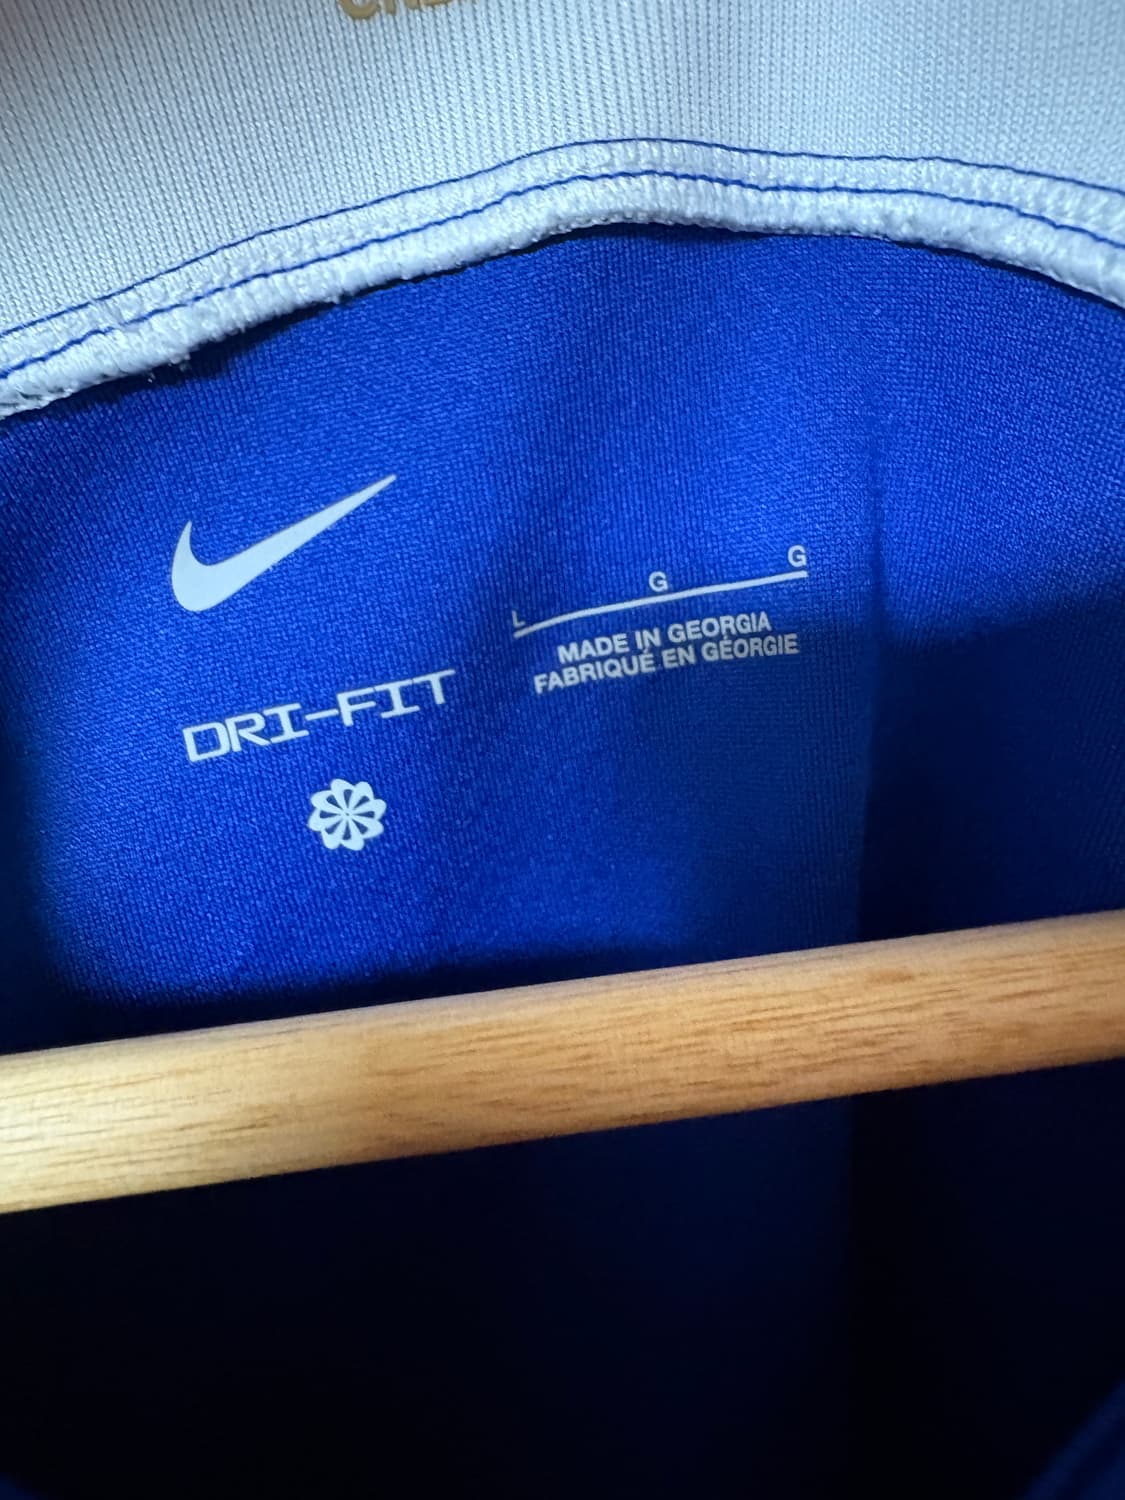 L G G
MADE IN GEORGIA
FABRIQUÉ EN GÉORGIE
DRI-FIT